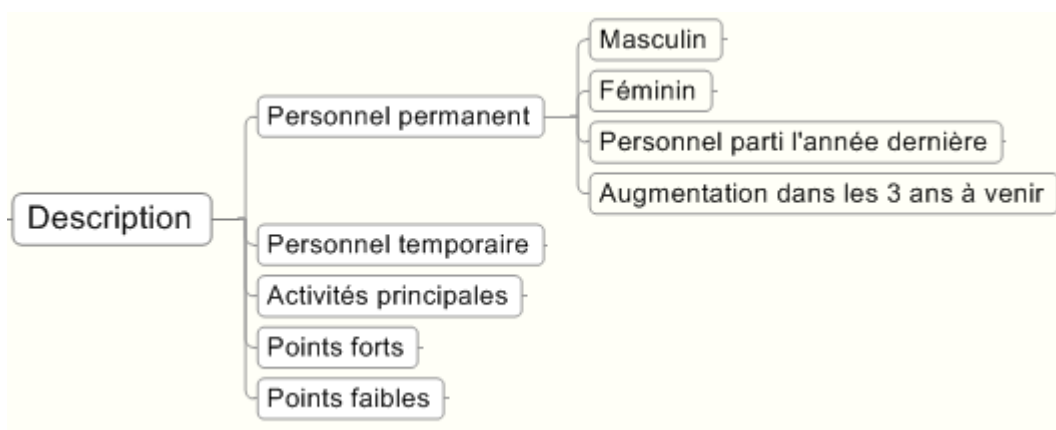 Description
Personnel permanent
Masculin
Féminin
Personnel parti l'année dernière
Augmentation dans les 3 ans à venir
Personnel temporaire
Activités principales
Points forts
Points faibles